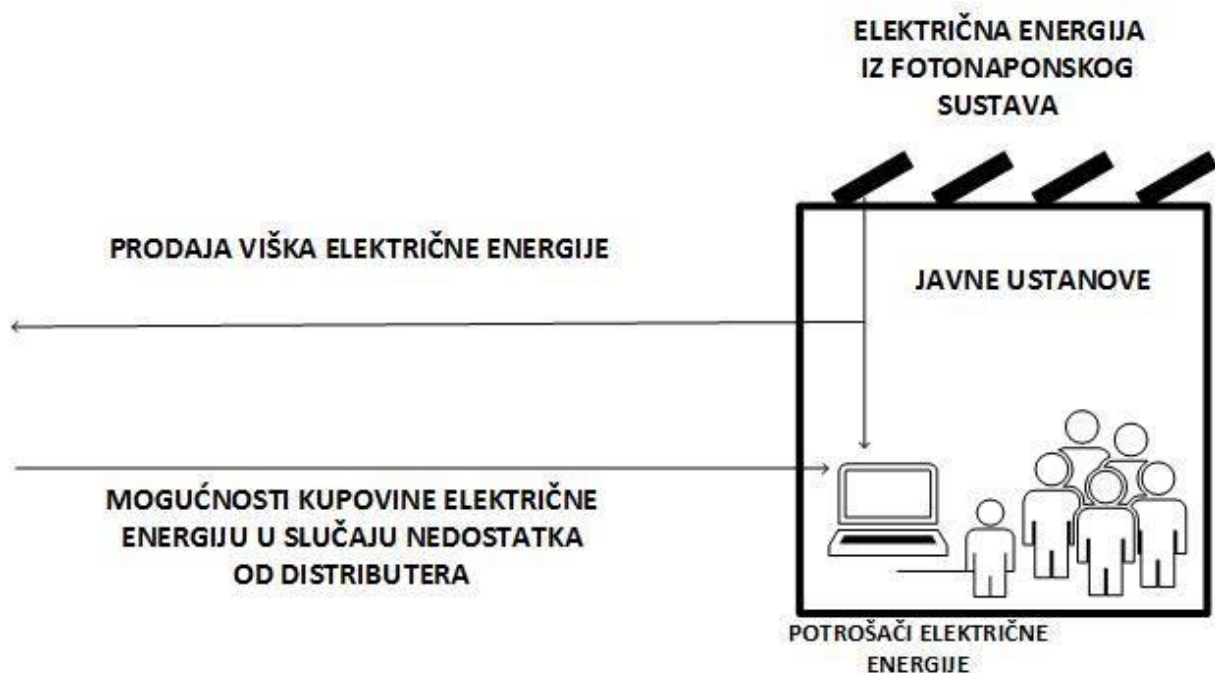 ELEKTRIČNA ENERGIJA
IZ FOTONAPONSKOG
SUSTAVA
PRODAJA VIŠKA ELEKTRIČNE ENERGIJE
JAVNE USTANOVE
MOGUĆNOSTI KUPOVINE ELEKTRIČNE
ENERGIJU U SLUČAJU NEDOSTATKA
OD DISTRIBUTERA
POTROŠAČI ELEKTRIČNE
ENERGIJE